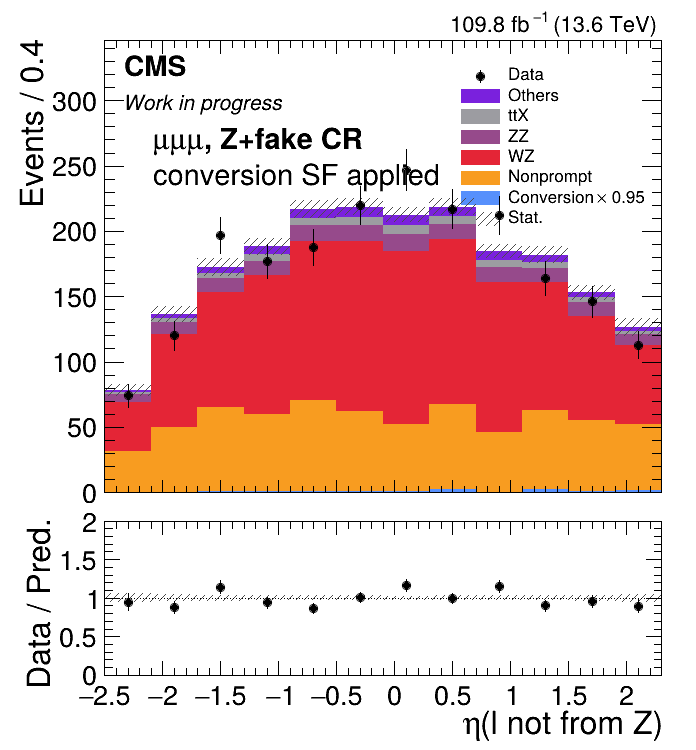 109.8 fb⁻¹ (13.6 TeV)
Events / 0.4
CMS
Work in progress
μμμ, Z+fake CR
conversion SF applied
Data
Others
ttX
ZZ
WZ
Nonprompt
Conversion × 0.95
Stat.
300
250
200
150
100
50
0
Data / Pred.
2
1.5
1
0.5
0
−2.5 −2 −1.5 −1 −0.5 0 0.5 1 1.5 2
η(l not from Z)